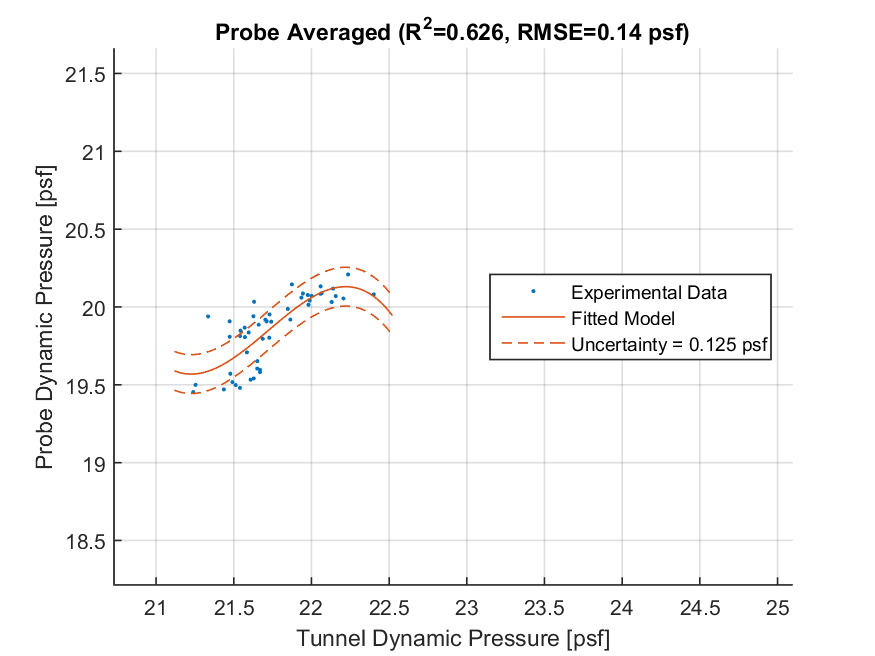 Probe Averaged (R²=0.626, RMSE=0.14 psf)
21.5
21
20.5
20
19.5
19
18.5
Probe Dynamic Pressure [psf]
Experimental Data
Fitted Model
Uncertainty = 0.125 psf
21 21.5 22 22.5 23 23.5 24 24.5 25
Tunnel Dynamic Pressure [psf]